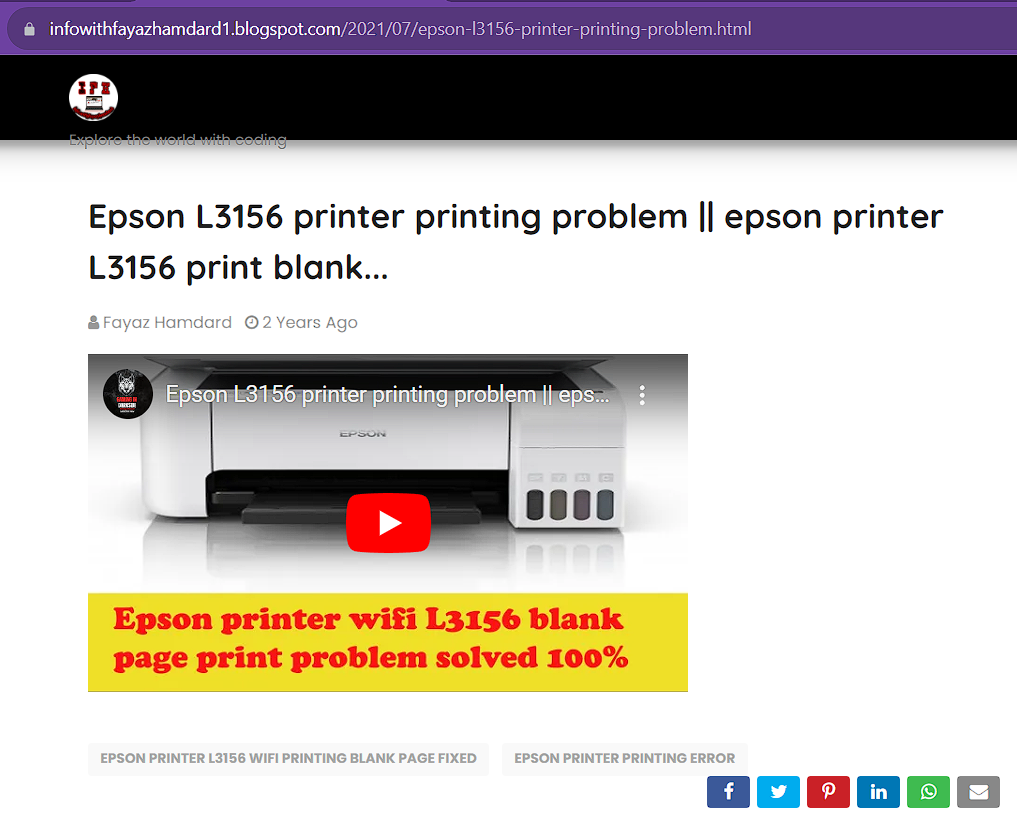 infowithfayazhamdard1.blogspot.com/2021/07/epson-l3156-printer-printing-problem.html
IPX
Explore the world with coding
Epson L3156 printer printing problem || epson printer
L3156 print blank...
Fayaz Hamdard 2 Years Ago
Epson L3156 printer printing problem || eps...
EPSON
Epson printer wifi L3156 blank
page print problem solved 100%
EPSON PRINTER L3156 WIFI PRINTING BLANK PAGE FIXED EPSON PRINTER PRINTING ERROR